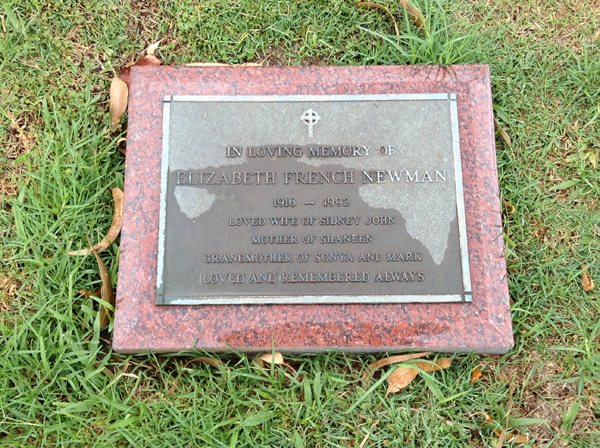 IN LOVING MEMORY OF
ELIZABETH FRENCH NEWMAN
1916 – 1992
LOVED WIFE OF SIDNEY JOHN
MOTHER OF SHANEEN
GRANDMOTHER OF SONYA AND MARK
LOVED AND REMEMBERED ALWAYS